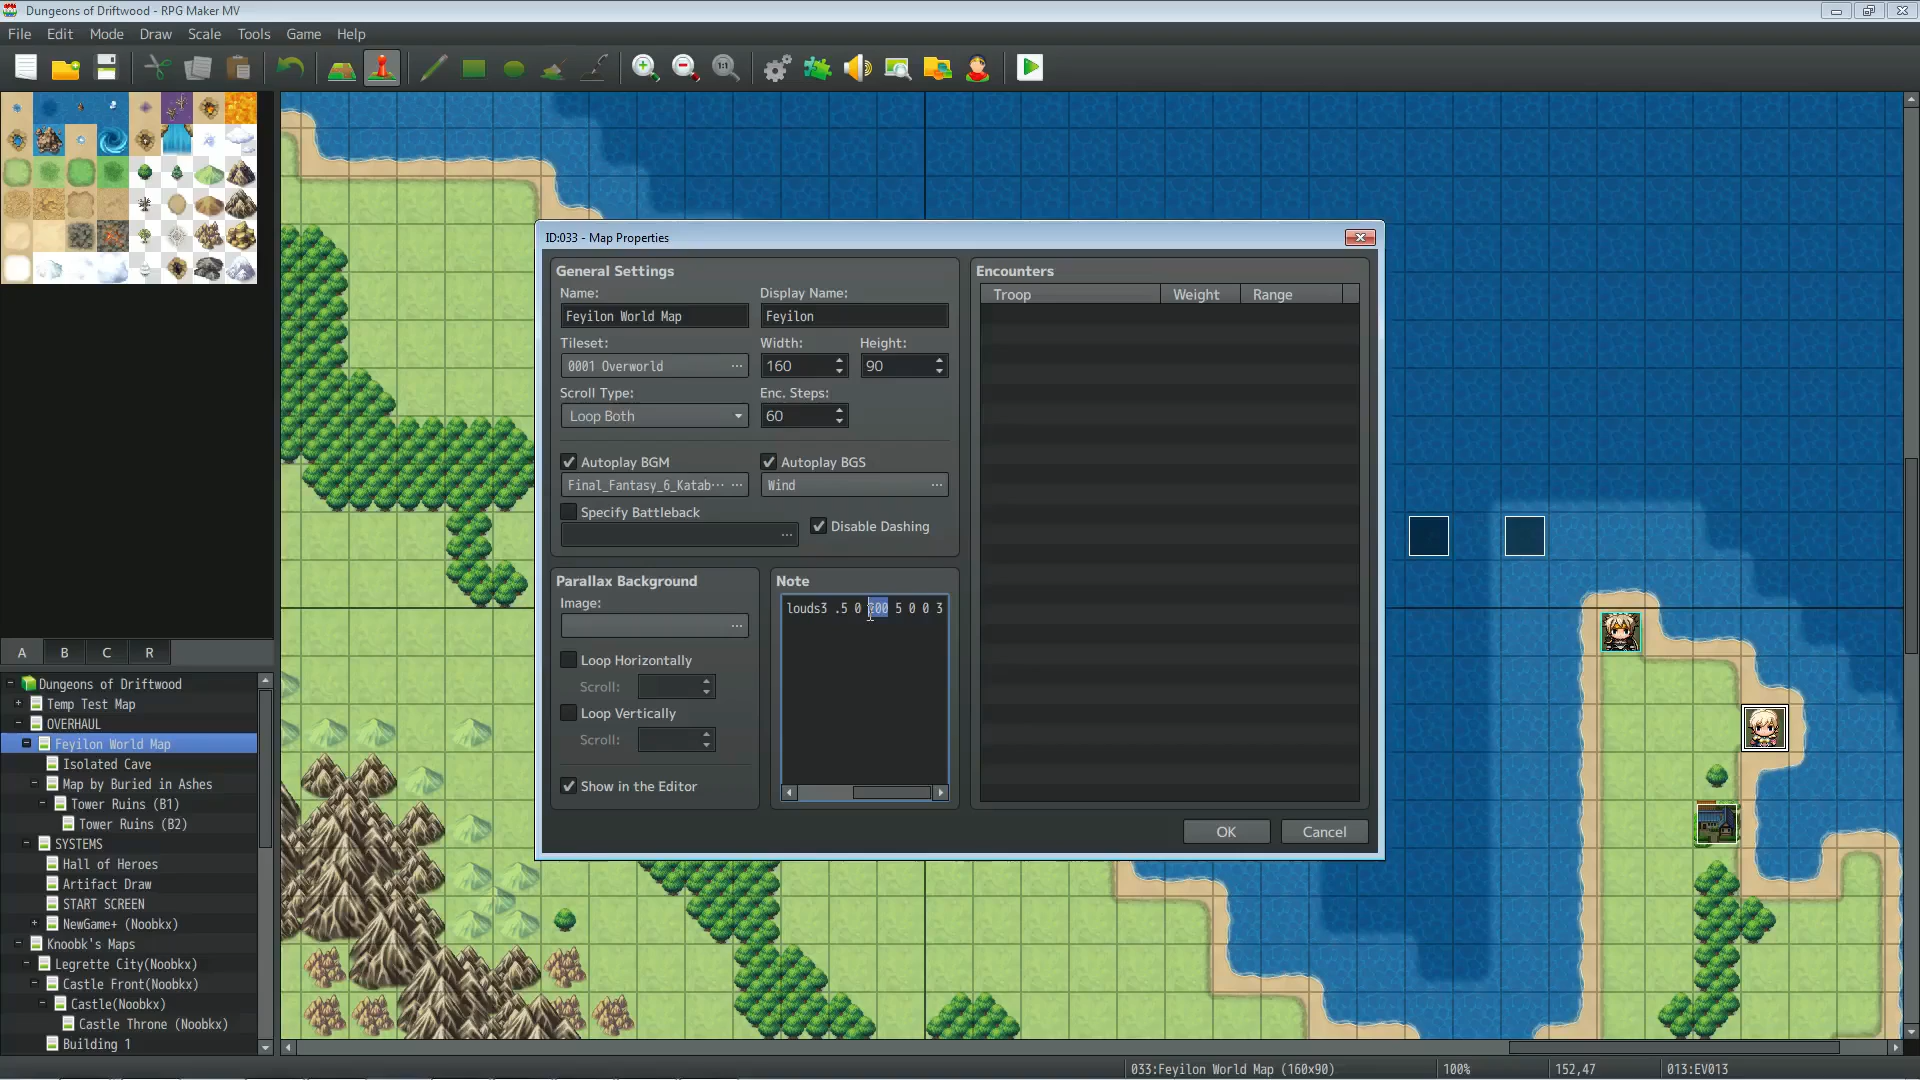 Dungeons of Driftwood - RPG Maker MV
File Edit Mode Draw Scale Tools Game Help
1:1
ID:033 - Map Properties
General Settings
Name: Display Name:
Feyilon World Map Feyilon
Tileset: Width: Height:
0001 Overworld ... 160 90
Scroll Type: Enc. Steps:
Loop Both 60
Autoplay BGM Autoplay BGS
Final_Fantasy_6_Katab... ... Wind ...
Specify Battleback
... Disable Dashing
Parallax Background
Image:
...
Loop Horizontally
Scroll:
Loop Vertically
Scroll:
Show in the Editor
Note
louds3 .5 0 5 0 0 3
Encounters
Troop Weight Range
OK Cancel
A B C R
Dungeons of Driftwood
Temp Test Map
OVERHAUL
Feyilon World Map
Isolated Cave
Map by Buried in Ashes
Tower Ruins (B1)
Tower Ruins (B2)
SYSTEMS
Hall of Heroes
Artifact Draw
START SCREEN
NewGame+ (Noobkx)
Knoobk's Maps
Legrette City(Noobkx)
Castle Front(Noobkx)
Castle(Noobkx)
Castle Throne (Noobkx)
Building 1
033:Feyilon World Map (160x90) 100% 152,47 013:EV013